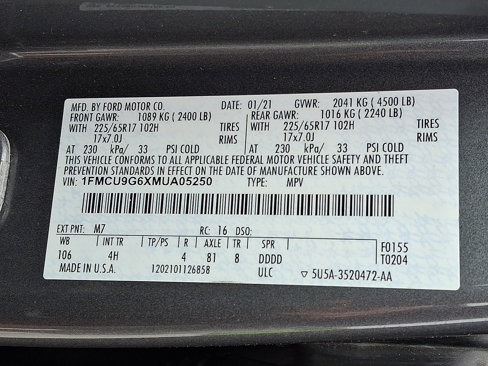 MFD. BY FORD MOTOR CO. DATE: 01/21 GVWR: 2041 KG ( 4500 LB)
FRONT GAWR: 1089 KG ( 2400 LB) REAR GAWR: 1016 KG ( 2240 LB)
WITH 225/65R17 102H TIRES WITH 225/65R17 102H TIRES
17x7.0J RIMS 17x7.0J RIMS
AT 230 kPa/ 33 PSI COLD AT 230 kPa/ 33 PSI COLD
THIS VEHICLE CONFORMS TO ALL APPLICABLE FEDERAL MOTOR VEHICLE SAFETY AND THEFT
PREVENTION STANDARDS IN EFFECT ON THE DATE OF MANUFACTURE SHOWN ABOVE.
VIN: 1FMCU9G6XMUA05250 TYPE: MPV
EXT PNT: M7 RC: 16 DSO:
WB INT TR TP/PS R AXLE TR SPR F0155
106 4H 4 81 8 DDDD T0204
MADE IN U.S.A. 1202101126858 ULC ▽ 5U5A-3520472-AA